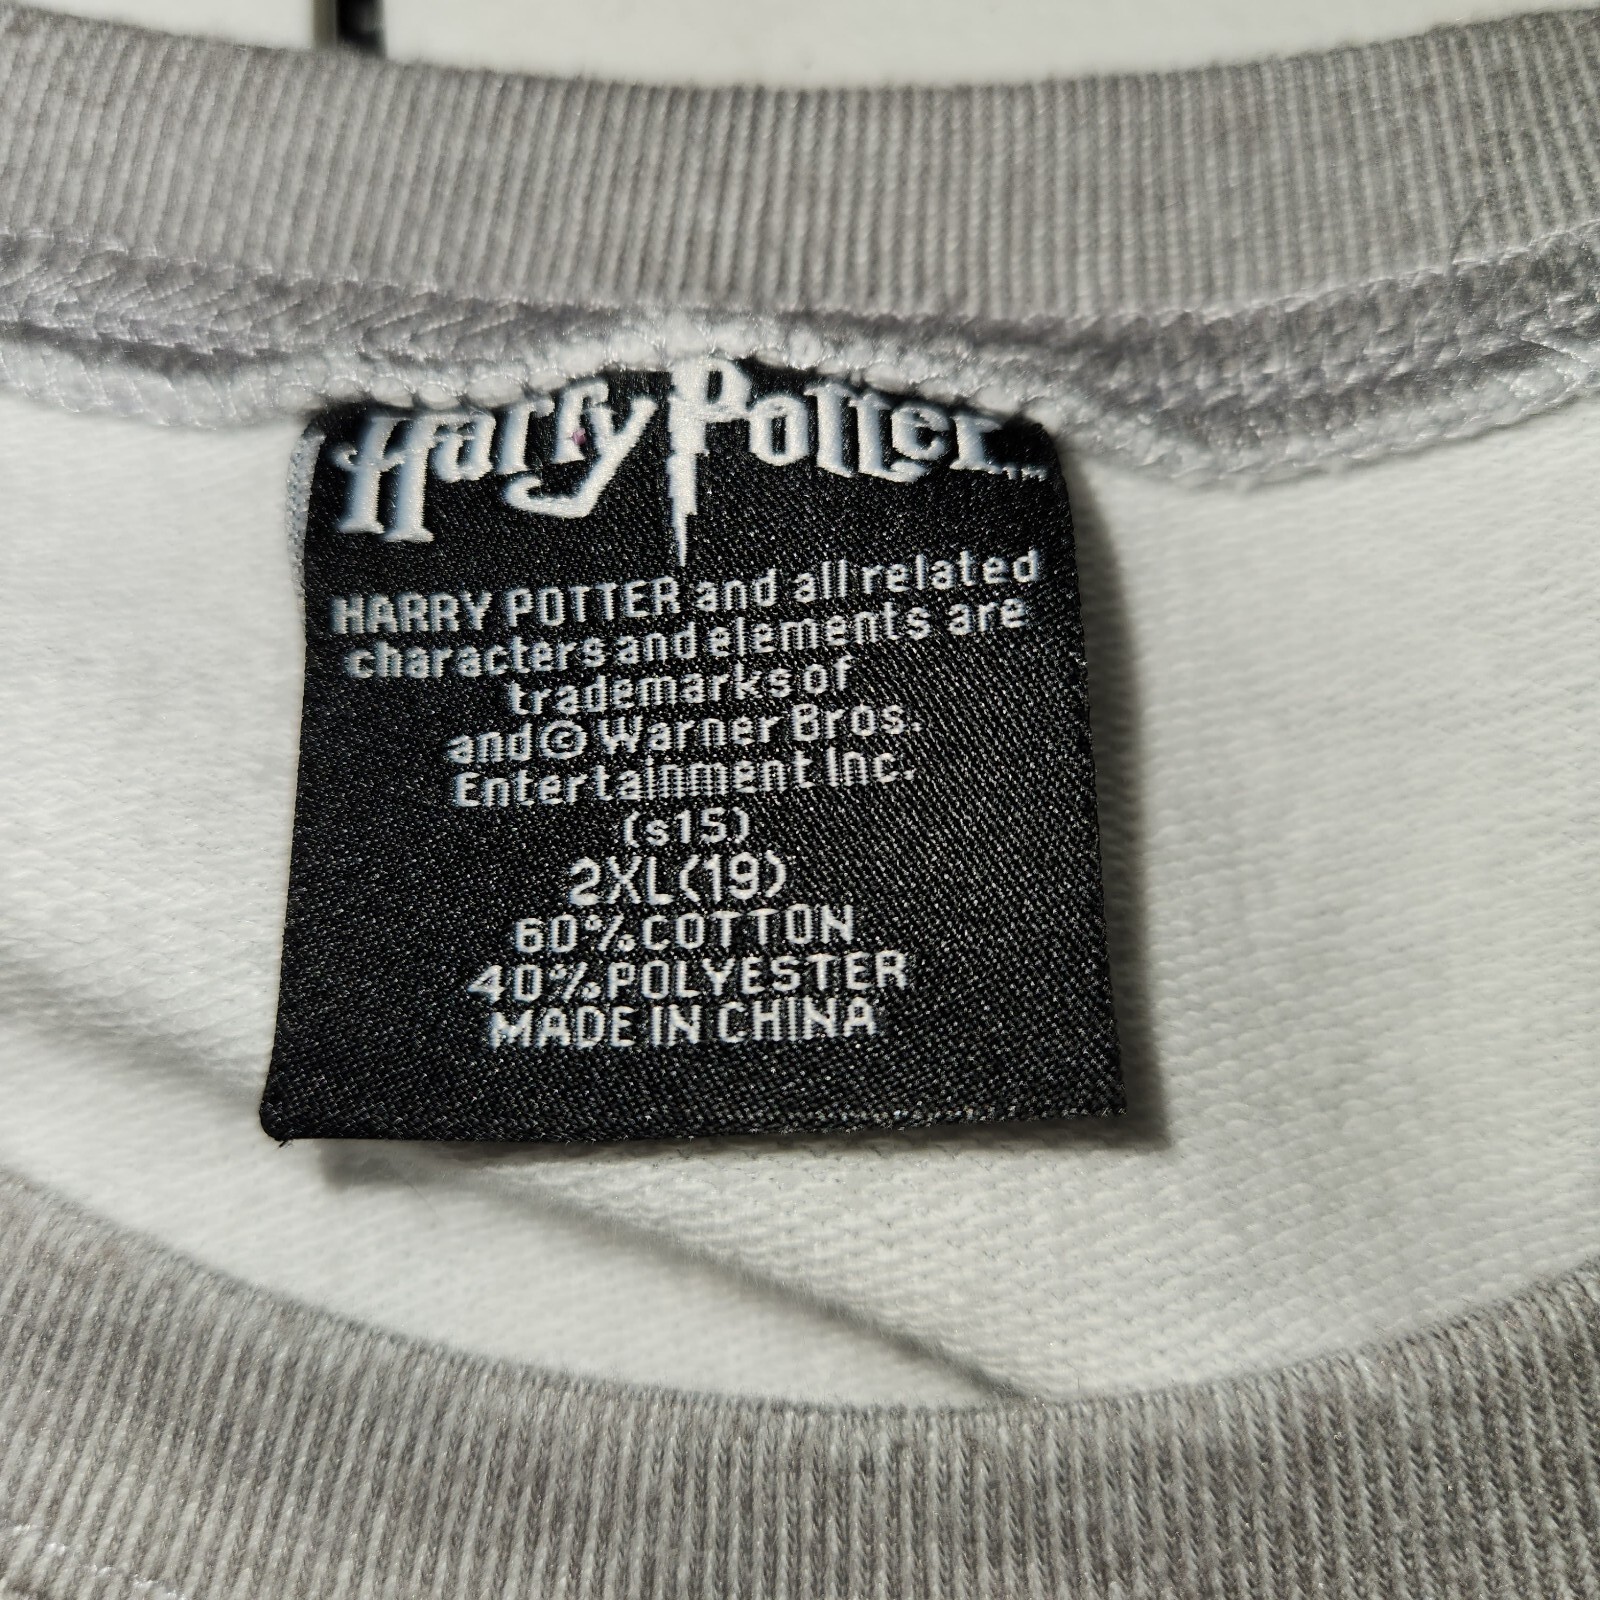 Harry Potter
HARRY POTTER and all related
characters and elements are
trademarks of
and © Warner Bros.
Entertainment Inc.
(s15)
2XL(19)
60% COTTON
40% POLYESTER
MADE IN CHINA